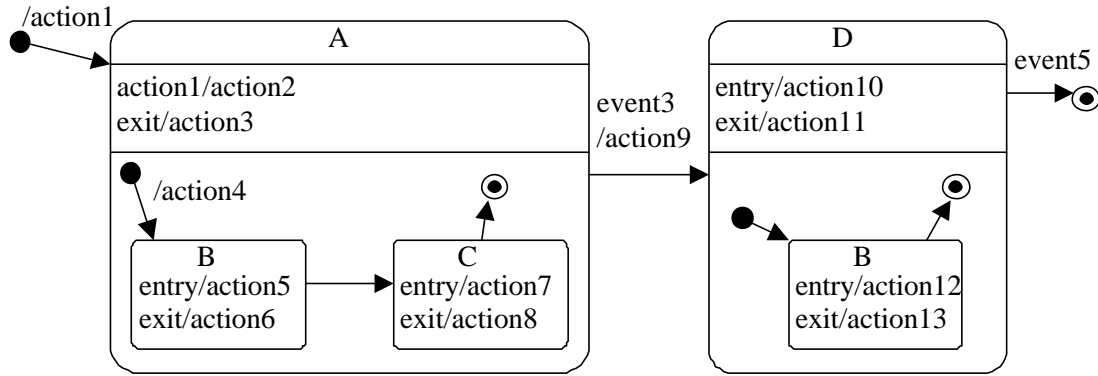 /action1
A
action1/action2
exit/action3
/action4
B
entry/action5
exit/action6
C
entry/action7
exit/action8
event3
/action9
D
entry/action10
exit/action11
B
entry/action12
exit/action13
event5